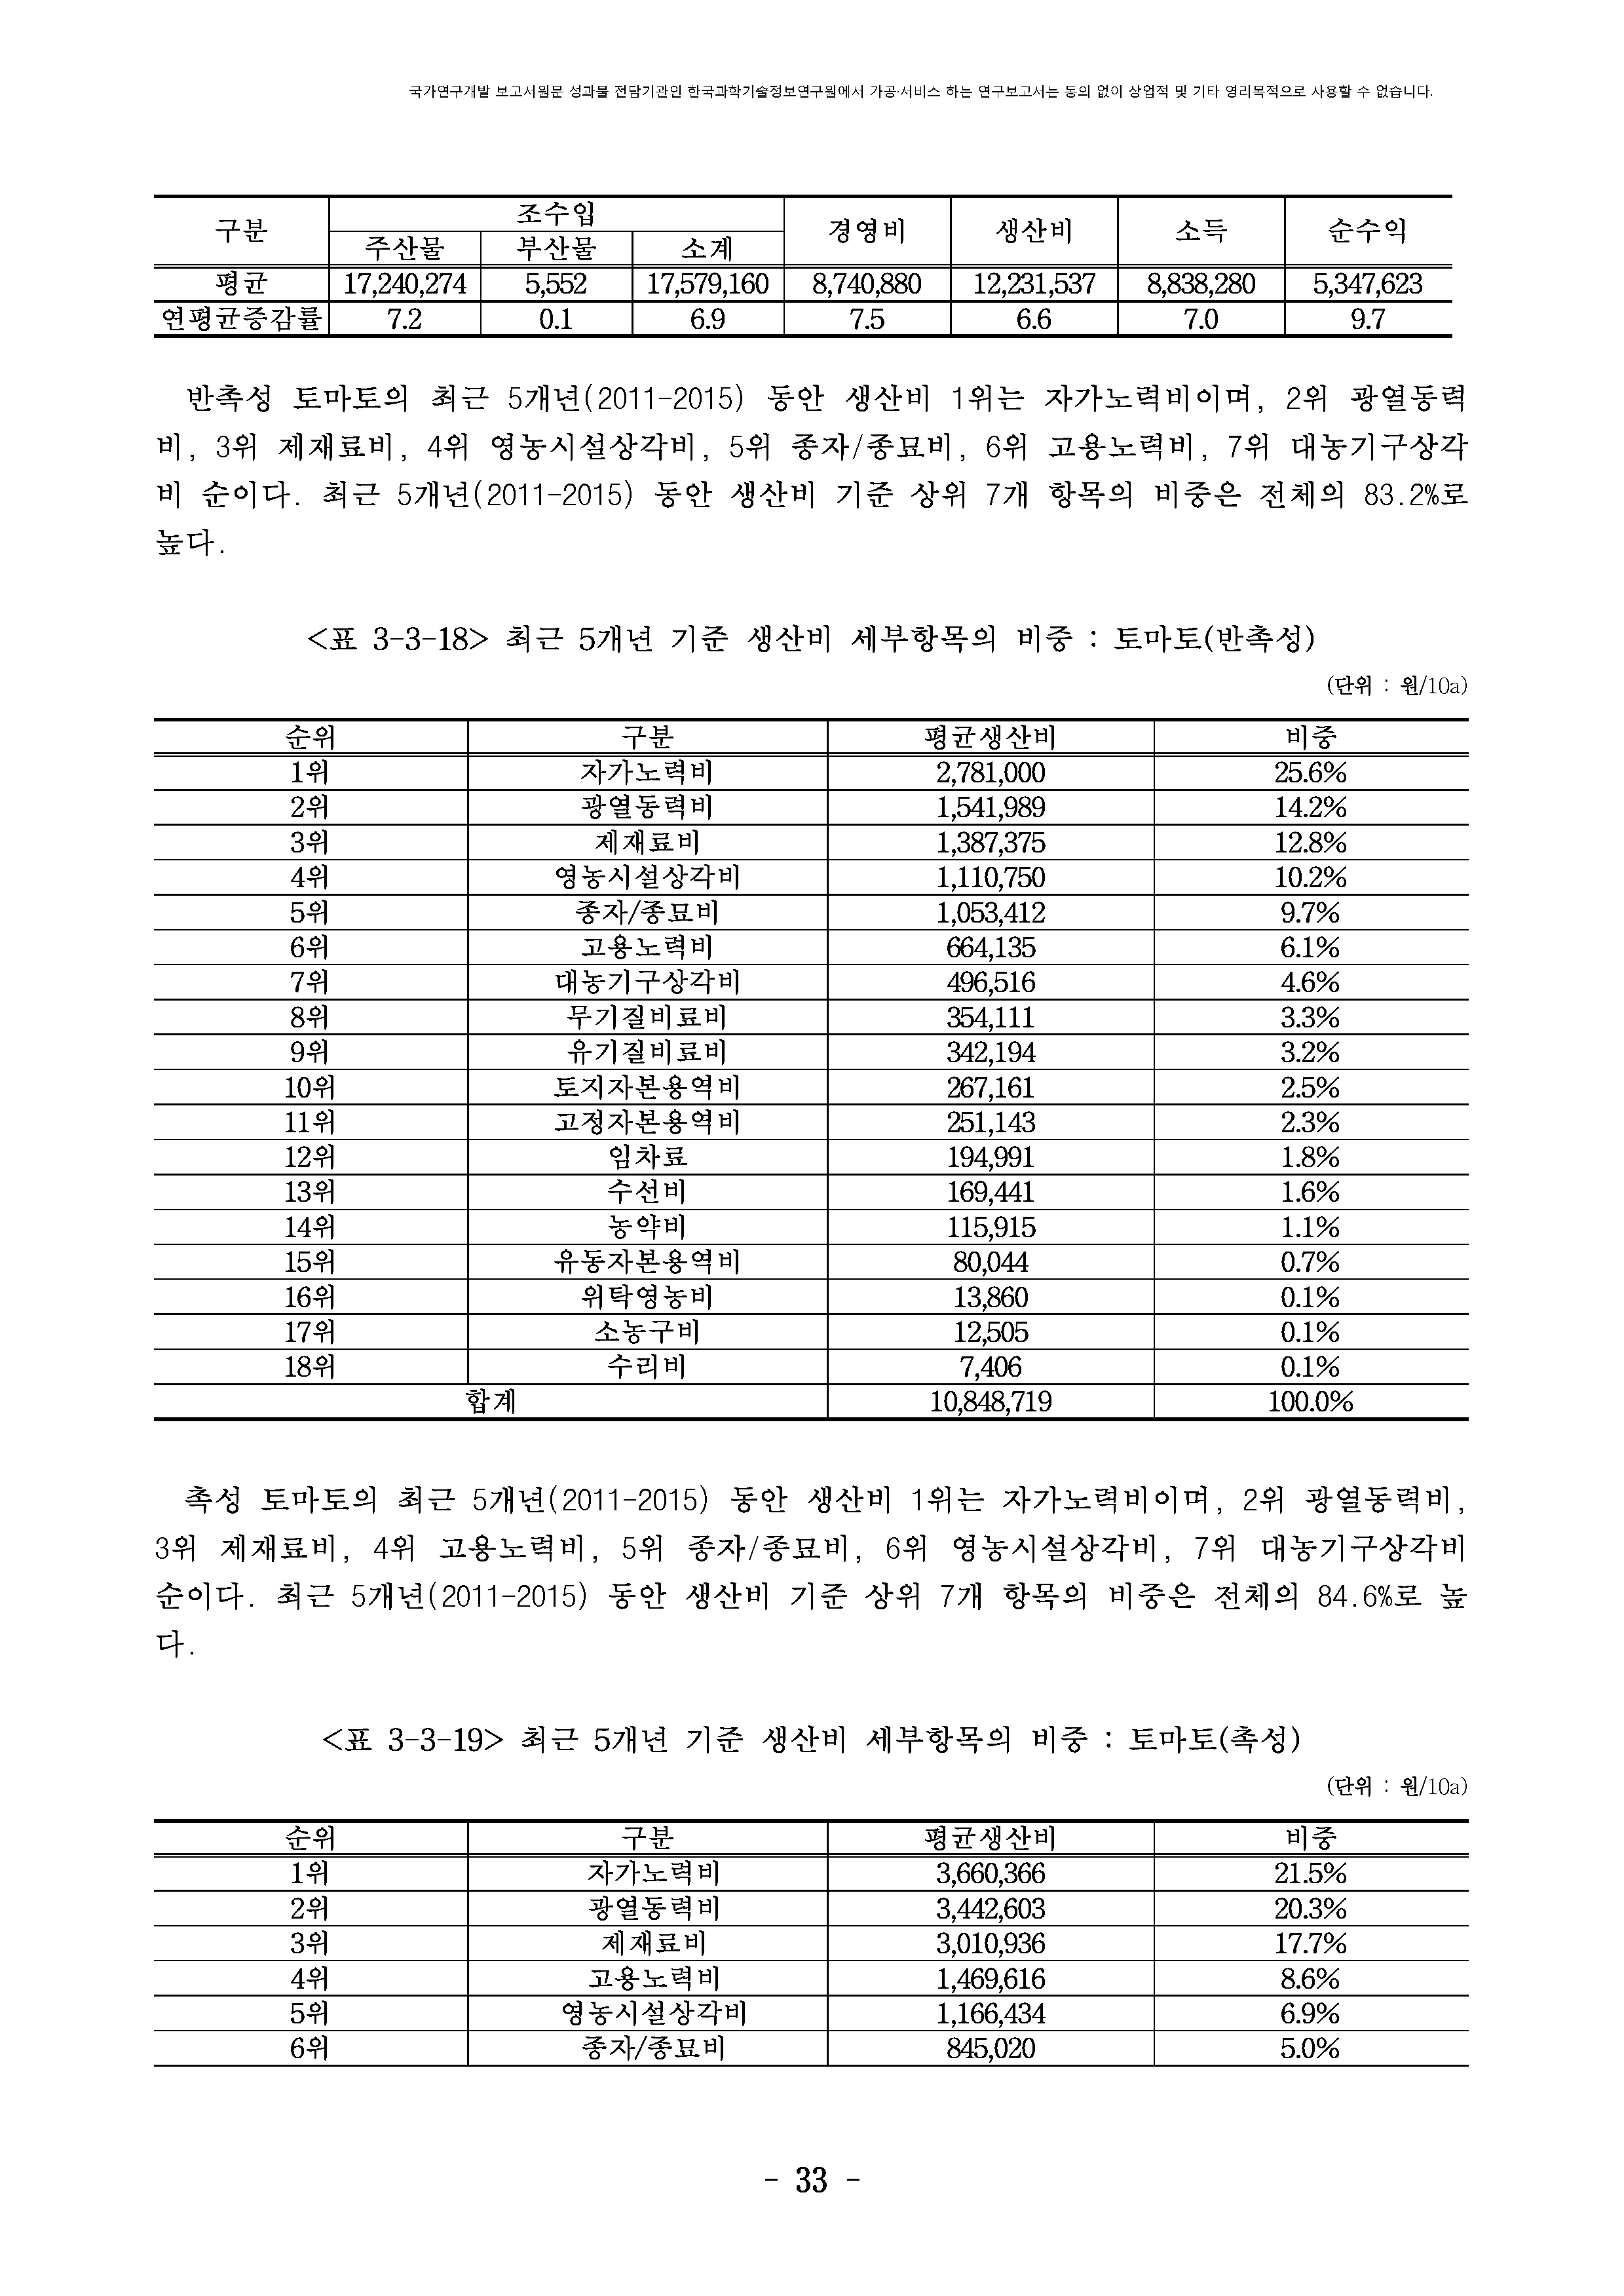 국가연구개발 보고서원문 성과물 전담기관인 한국과학기술정보연구원에서 가공·서비스 하는 연구보고서는 동의 없이 상업적 및 기타 영리목적으로 사용할 수 없습니다.
구분 조수입 경영비 생산비 소득 순수익
주산물 부산물 소계
평균 17,240,274 5,552 17,579,160 8,740,880 12,231,537 8,838,280 5,347,623
연평균증감률 7.2 0.1 6.9 7.5 6.6 7.0 9.7
반촉성 토마토의 최근 5개년(2011-2015) 동안 생산비 1위는 자가노력비이며, 2위 광열동력
비, 3위 제재료비, 4위 영농시설상각비, 5위 종자/종묘비, 6위 고용노력비, 7위 대농기구상각
비 순이다. 최근 5개년(2011-2015) 동안 생산비 기준 상위 7개 항목의 비중은 전체의 83.2%로
높다.
<표 3-3-18> 최근 5개년 기준 생산비 세부항목의 비중 : 토마토(반촉성)
(단위 : 원/10a)
순위 구분 평균생산비 비중
1위 자가노력비 2,781,000 25.6%
2위 광열동력비 1,541,989 14.2%
3위 제재료비 1,387,375 12.8%
4위 영농시설상각비 1,110,750 10.2%
5위 종자/종묘비 1,053,412 9.7%
6위 고용노력비 664,135 6.1%
7위 대농기구상각비 496,516 4.6%
8위 무기질비료비 354,111 3.3%
9위 유기질비료비 342,194 3.2%
10위 토지자본용역비 267,161 2.5%
11위 고정자본용역비 251,143 2.3%
12위 임차료 194,991 1.8%
13위 수선비 169,441 1.6%
14위 농약비 115,915 1.1%
15위 유동자본용역비 80,044 0.7%
16위 위탁영농비 13,860 0.1%
17위 소농구비 12,505 0.1%
18위 수리비 7,406 0.1%
합계 10,848,719 100.0%
촉성 토마토의 최근 5개년(2011-2015) 동안 생산비 1위는 자가노력비이며, 2위 광열동력비,
3위 제재료비, 4위 고용노력비, 5위 종자/종묘비, 6위 영농시설상각비, 7위 대농기구상각비
순이다. 최근 5개년(2011-2015) 동안 생산비 기준 상위 7개 항목의 비중은 전체의 84.6%로 높
다.
<표 3-3-19> 최근 5개년 기준 생산비 세부항목의 비중 : 토마토(촉성)
(단위 : 원/10a)
순위 구분 평균생산비 비중
1위 자가노력비 3,660,366 21.5%
2위 광열동력비 3,442,603 20.3%
3위 제재료비 3,010,936 17.7%
4위 고용노력비 1,469,616 8.6%
5위 영농시설상각비 1,166,434 6.9%
6위 종자/종묘비 845,020 5.0%
- 33 -